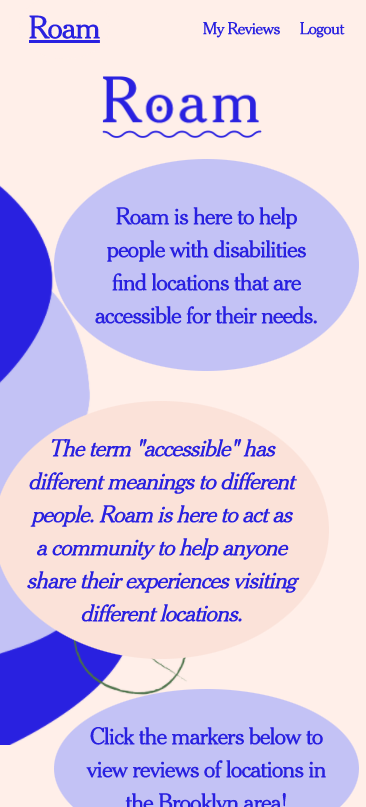 Roam
My Reviews Logout
Roam
Roam is here to help
people with disabilities
find locations that are
accessible for their needs.
The term "accessible" has
different meanings to different
people. Roam is here to act as
a community to help anyone
share their experiences visiting
different locations.
Click the markers below to
view reviews of locations in
the Brooklyn area!